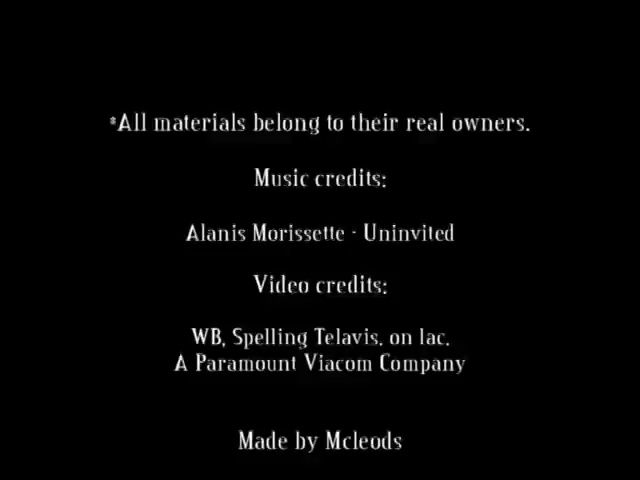 *All materials belong to their real owners.
Music credits:
Alanis Morissette - Uninvited
Video credits:
WB, Spelling Telavis. on Iac.
A Paramount Viacom Company
Made by Mcleods